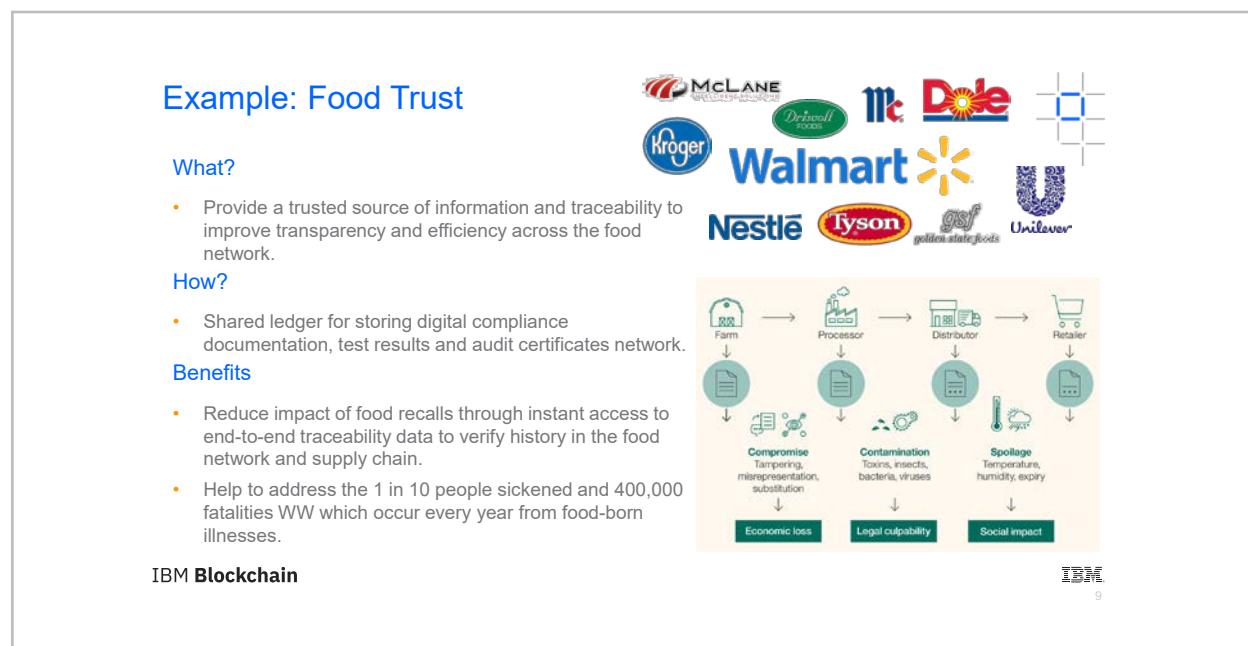 Example: Food Trust
What?
• Provide a trusted source of information and traceability to
improve transparency and efficiency across the food
network.
How?
• Shared ledger for storing digital compliance
documentation, test results and audit certificates network.
Benefits
• Reduce impact of food recalls through instant access to
end-to-end traceability data to verify history in the food
network and supply chain.
• Help to address the 1 in 10 people sickened and 400,000
fatalities WW which occur every year from food-born
illnesses.
McLANE
Driscoll
FOODS
mc
Dole
Kroger
Walmart
Unilever
Nestlé
Tyson
gsf
golden state foods
Farm
Processor
Distributor
Retailer
Compromise
Tampering,
misrepresentation,
substitution
Contamination
Toxins, insects,
bacteria, viruses
Spoilage
Temperature,
humidity, expiry
Economic loss
Legal culpability
Social impact
IBM Blockchain
IBM
9